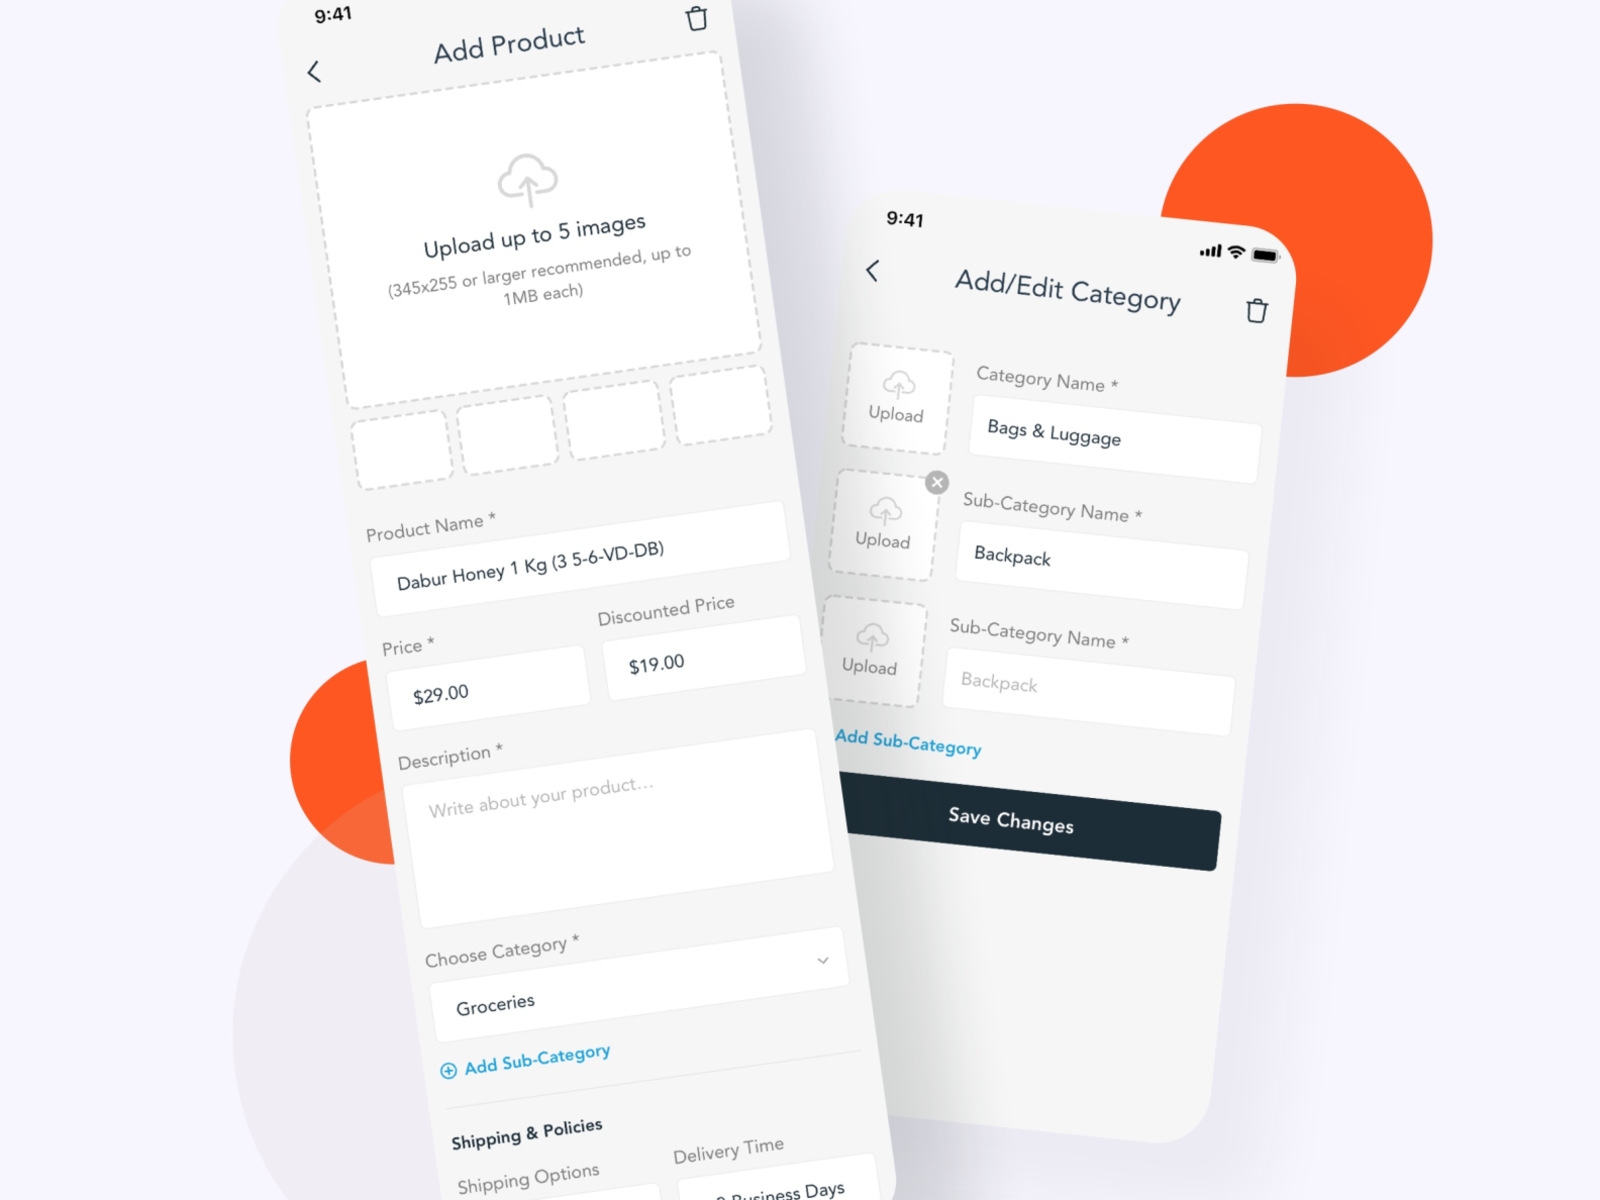 9:41
Add Product
Upload up to 5 images
(345x255 or larger recommended, up to
1MB each)
Product Name *
Dabur Honey 1 Kg (3 5-6-VD-DB)
Price *
Discounted Price
$29.00
$19.00
Description *
Write about your product...
Choose Category *
Groceries
Add Sub-Category
Shipping & Policies
Shipping Options
Delivery Time
Business Days
9:41
Add/Edit Category
Upload
Category Name *
Bags & Luggage
Upload
Sub-Category Name *
Backpack
Upload
Sub-Category Name *
Backpack
Add Sub-Category
Save Changes